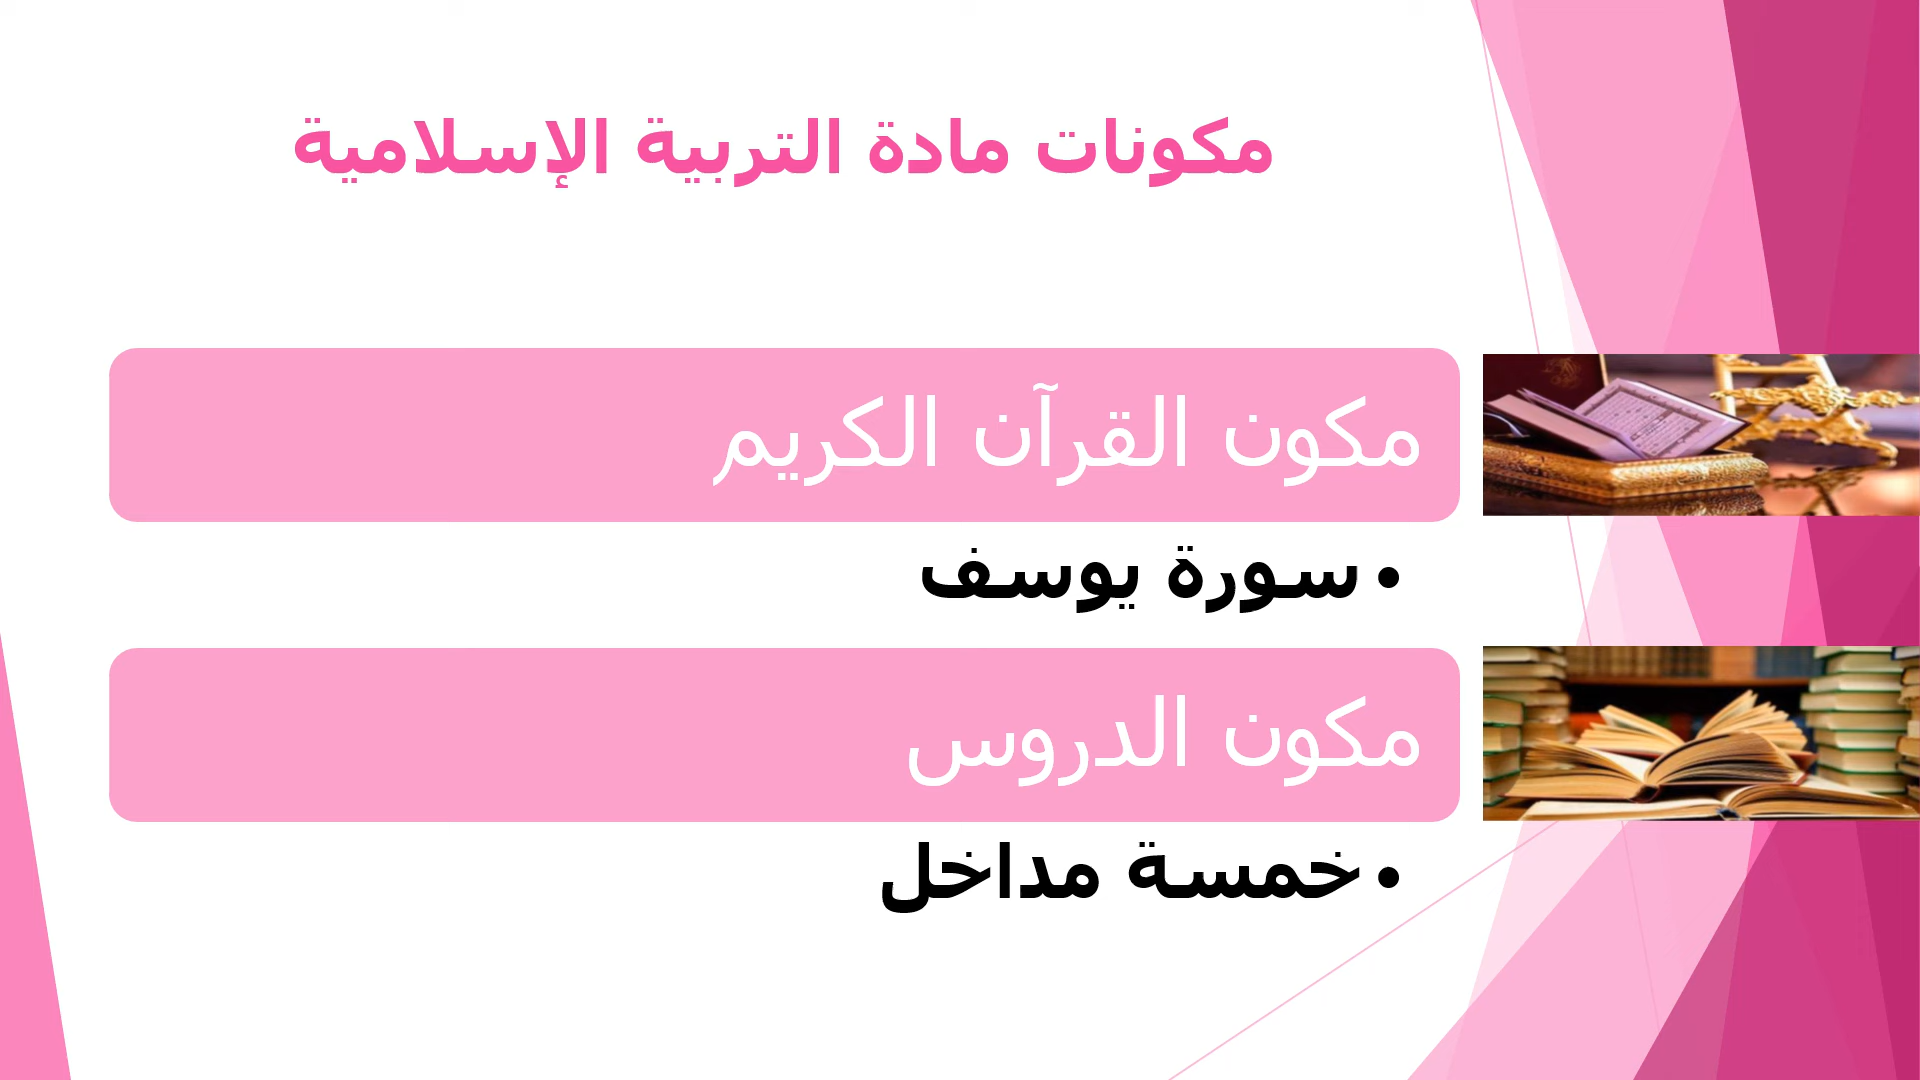 مكونات مادة التربية الإسلامية
مكون القرآن الكريم
• سورة يوسف
مكون الدروس
• خمسة مداخل